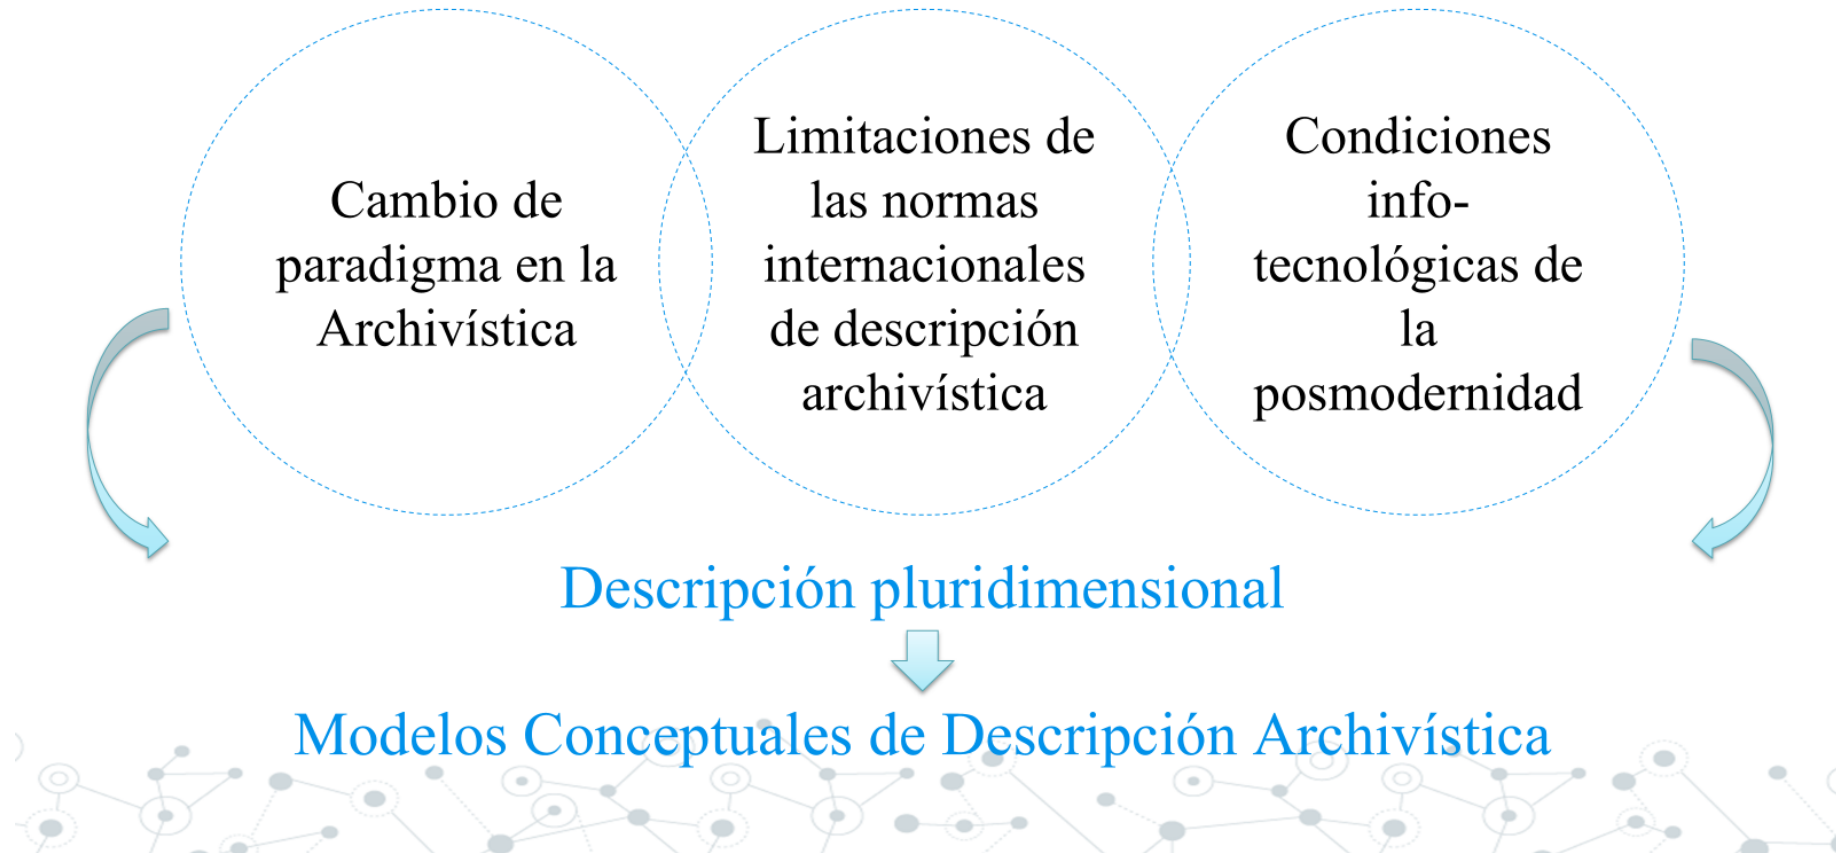 Cambio de
paradigma en la
Archivística
Limitaciones de
las normas
internacionales
de descripción
archivística
Condiciones
info-
tecnológicas de
la
posmodernidad
Descripción pluridimensional
Modelos Conceptuales de Descripción Archivística